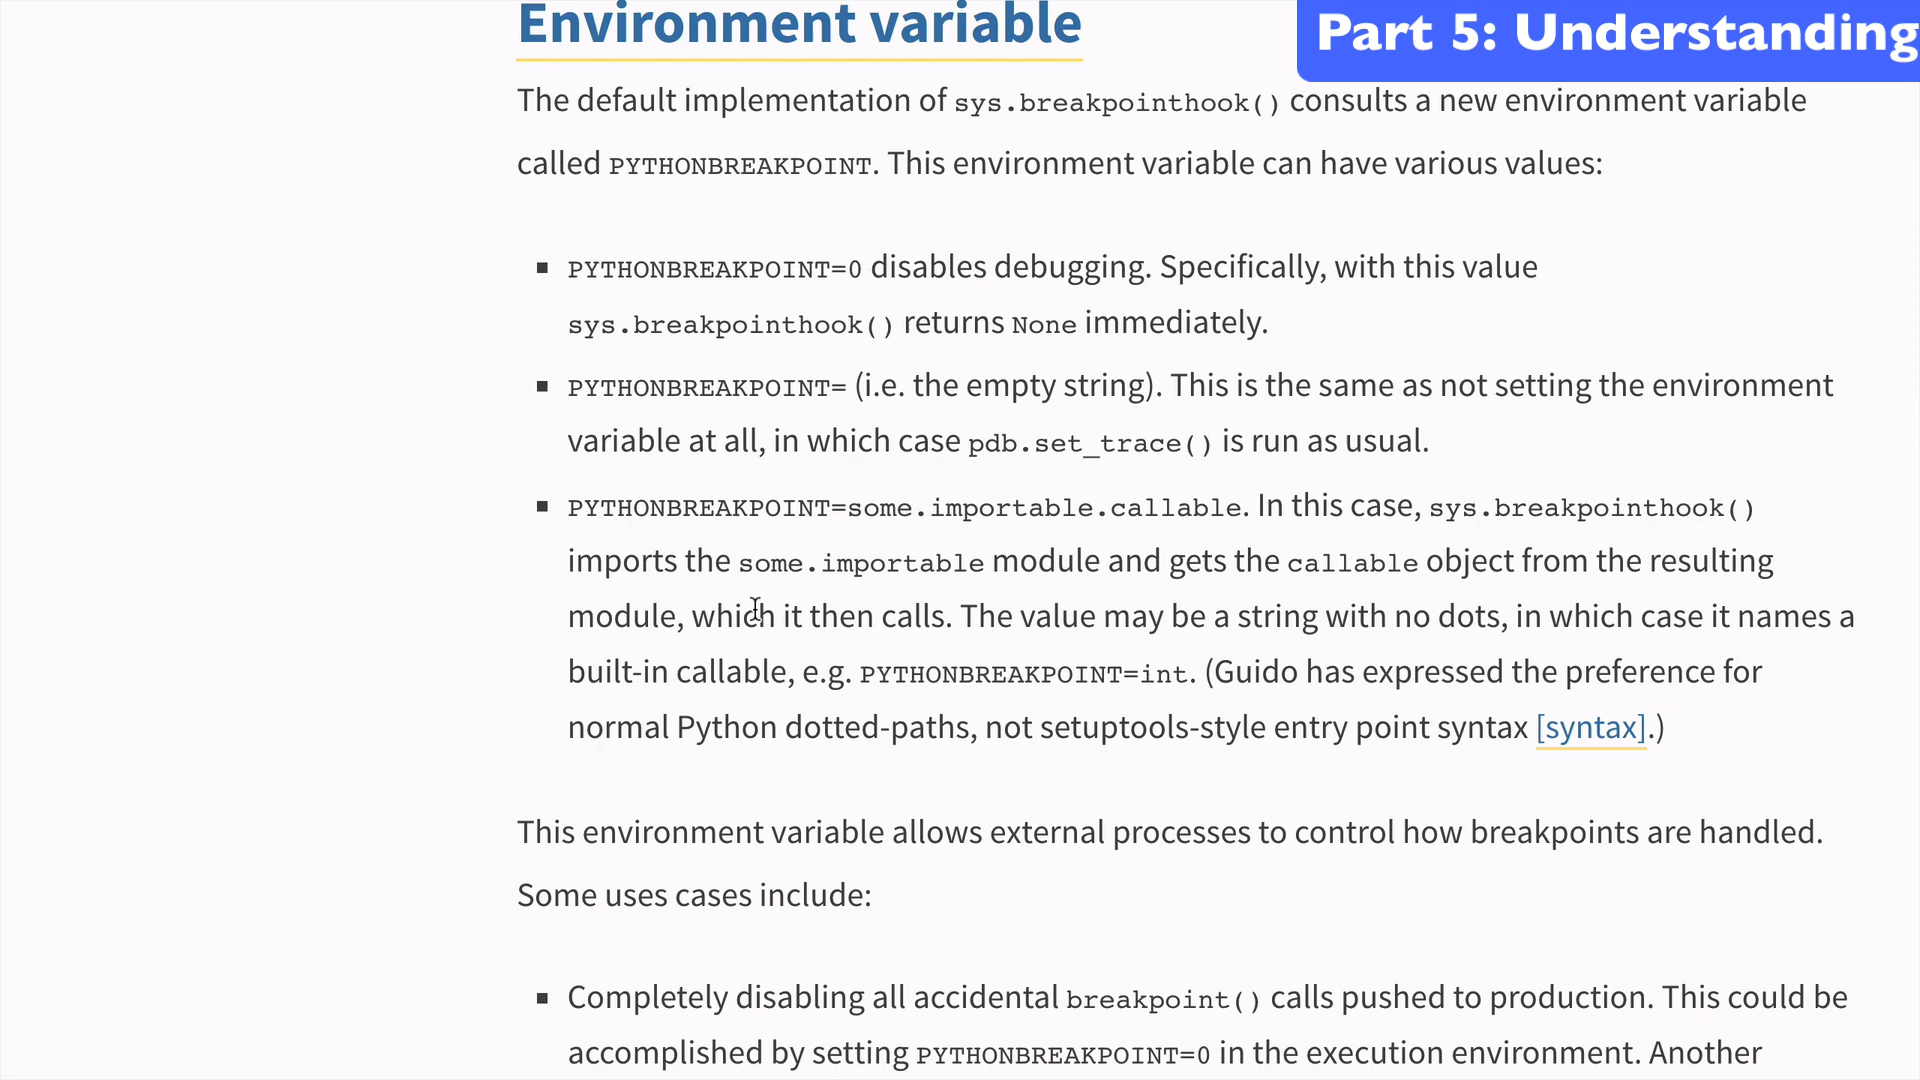 Environment variable
Part 5: Understanding
The default implementation of sys.breakpointhook() consults a new environment variable
called PYTHONBREAKPOINT. This environment variable can have various values:
▪ PYTHONBREAKPOINT=0 disables debugging. Specifically, with this value
sys.breakpointhook() returns None immediately.
▪ PYTHONBREAKPOINT= (i.e. the empty string). This is the same as not setting the environment
variable at all, in which case pdb.set_trace() is run as usual.
▪ PYTHONBREAKPOINT=some.importable.callable. In this case, sys.breakpointhook()
imports the some.importable module and gets the callable object from the resulting
module, which it then calls. The value may be a string with no dots, in which case it names a
built-in callable, e.g. PYTHONBREAKPOINT=int. (Guido has expressed the preference for
normal Python dotted-paths, not setuptools-style entry point syntax [syntax].)
This environment variable allows external processes to control how breakpoints are handled.
Some uses cases include:
▪ Completely disabling all accidental breakpoint() calls pushed to production. This could be
accomplished by setting PYTHONBREAKPOINT=0 in the execution environment. Another